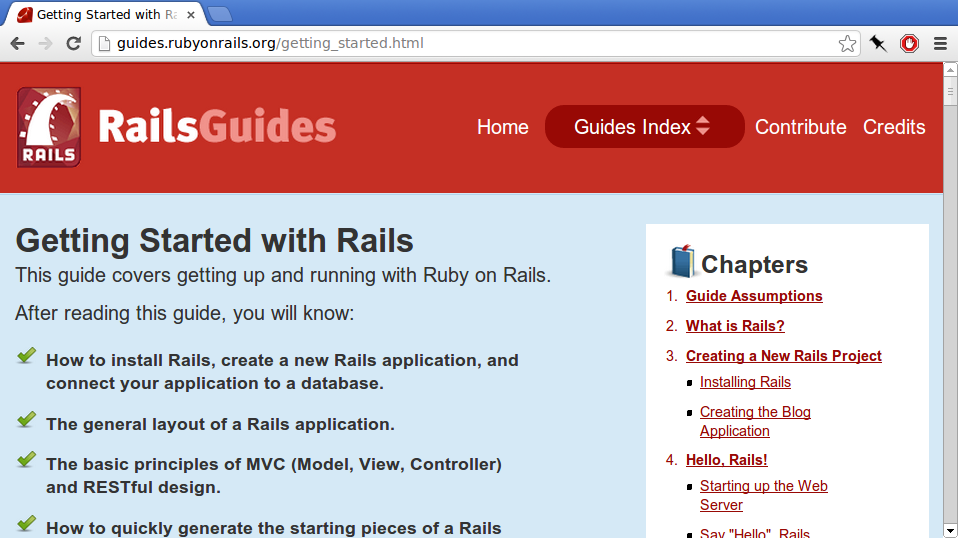 Getting Started with Ra
guides.rubyonrails.org/getting_started.html
RAILS
RailsGuides
Home
Guides Index
Contribute
Credits
Getting Started with Rails
This guide covers getting up and running with Ruby on Rails.
After reading this guide, you will know:
How to install Rails, create a new Rails application, and
connect your application to a database.
The general layout of a Rails application.
The basic principles of MVC (Model, View, Controller)
and RESTful design.
How to quickly generate the starting pieces of a Rails
Chapters
1. Guide Assumptions
2. What is Rails?
3. Creating a New Rails Project
Installing Rails
Creating the Blog
Application
4. Hello, Rails!
Starting up the Web
Server
Say "Hello", Rails